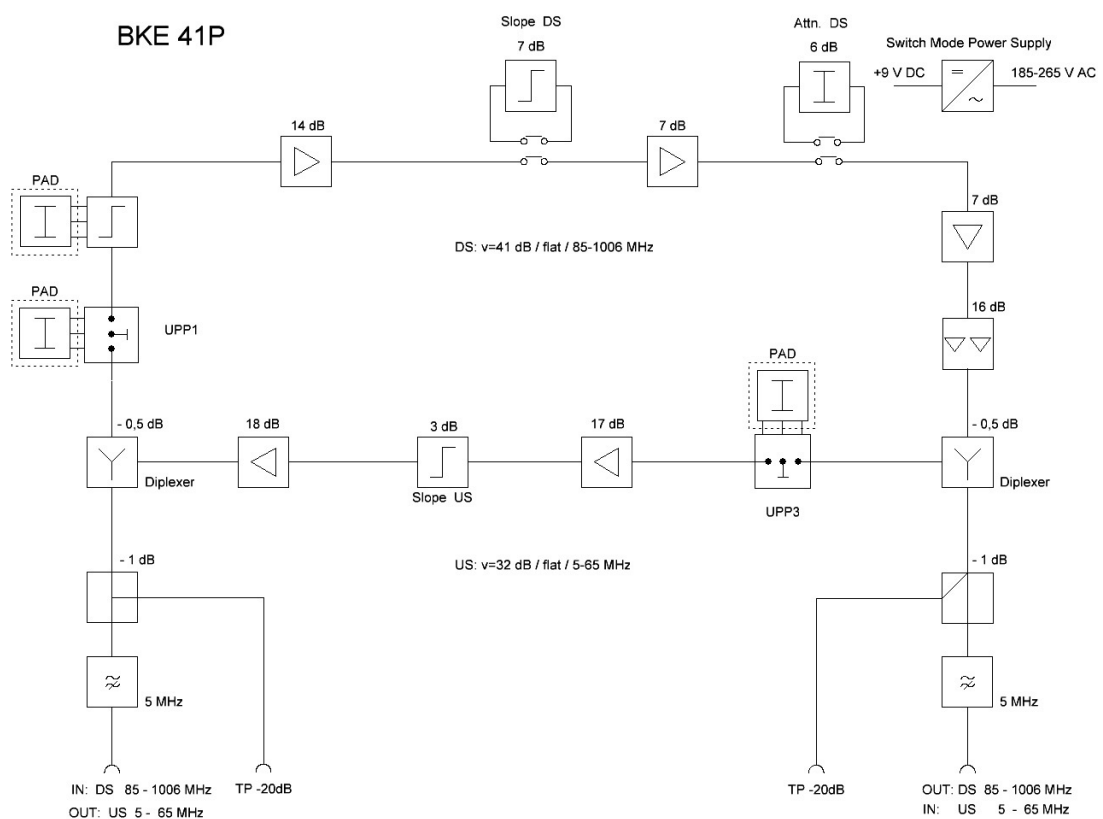 BKE 41P
Slope DS
7 dB
Attn. DS
6 dB
Switch Mode Power Supply
+9 V DC
185-265 V AC
14 dB
7 dB
PAD
7 dB
DS: v=41 dB / flat / 85-1006 MHz
PAD
UPP1
16 dB
PAD
- 0,5 dB
18 dB
3 dB
17 dB
- 0,5 dB
Diplexer
Slope US
UPP3
Diplexer
- 1 dB
US: v=32 dB / flat / 5-65 MHz
- 1 dB
5 MHz
5 MHz
IN: DS 85 - 1006 MHz
OUT: US 5 - 65 MHz
TP -20dB
TP -20dB
OUT: DS 85 - 1006 MHz
IN: US 5 - 65 MHz